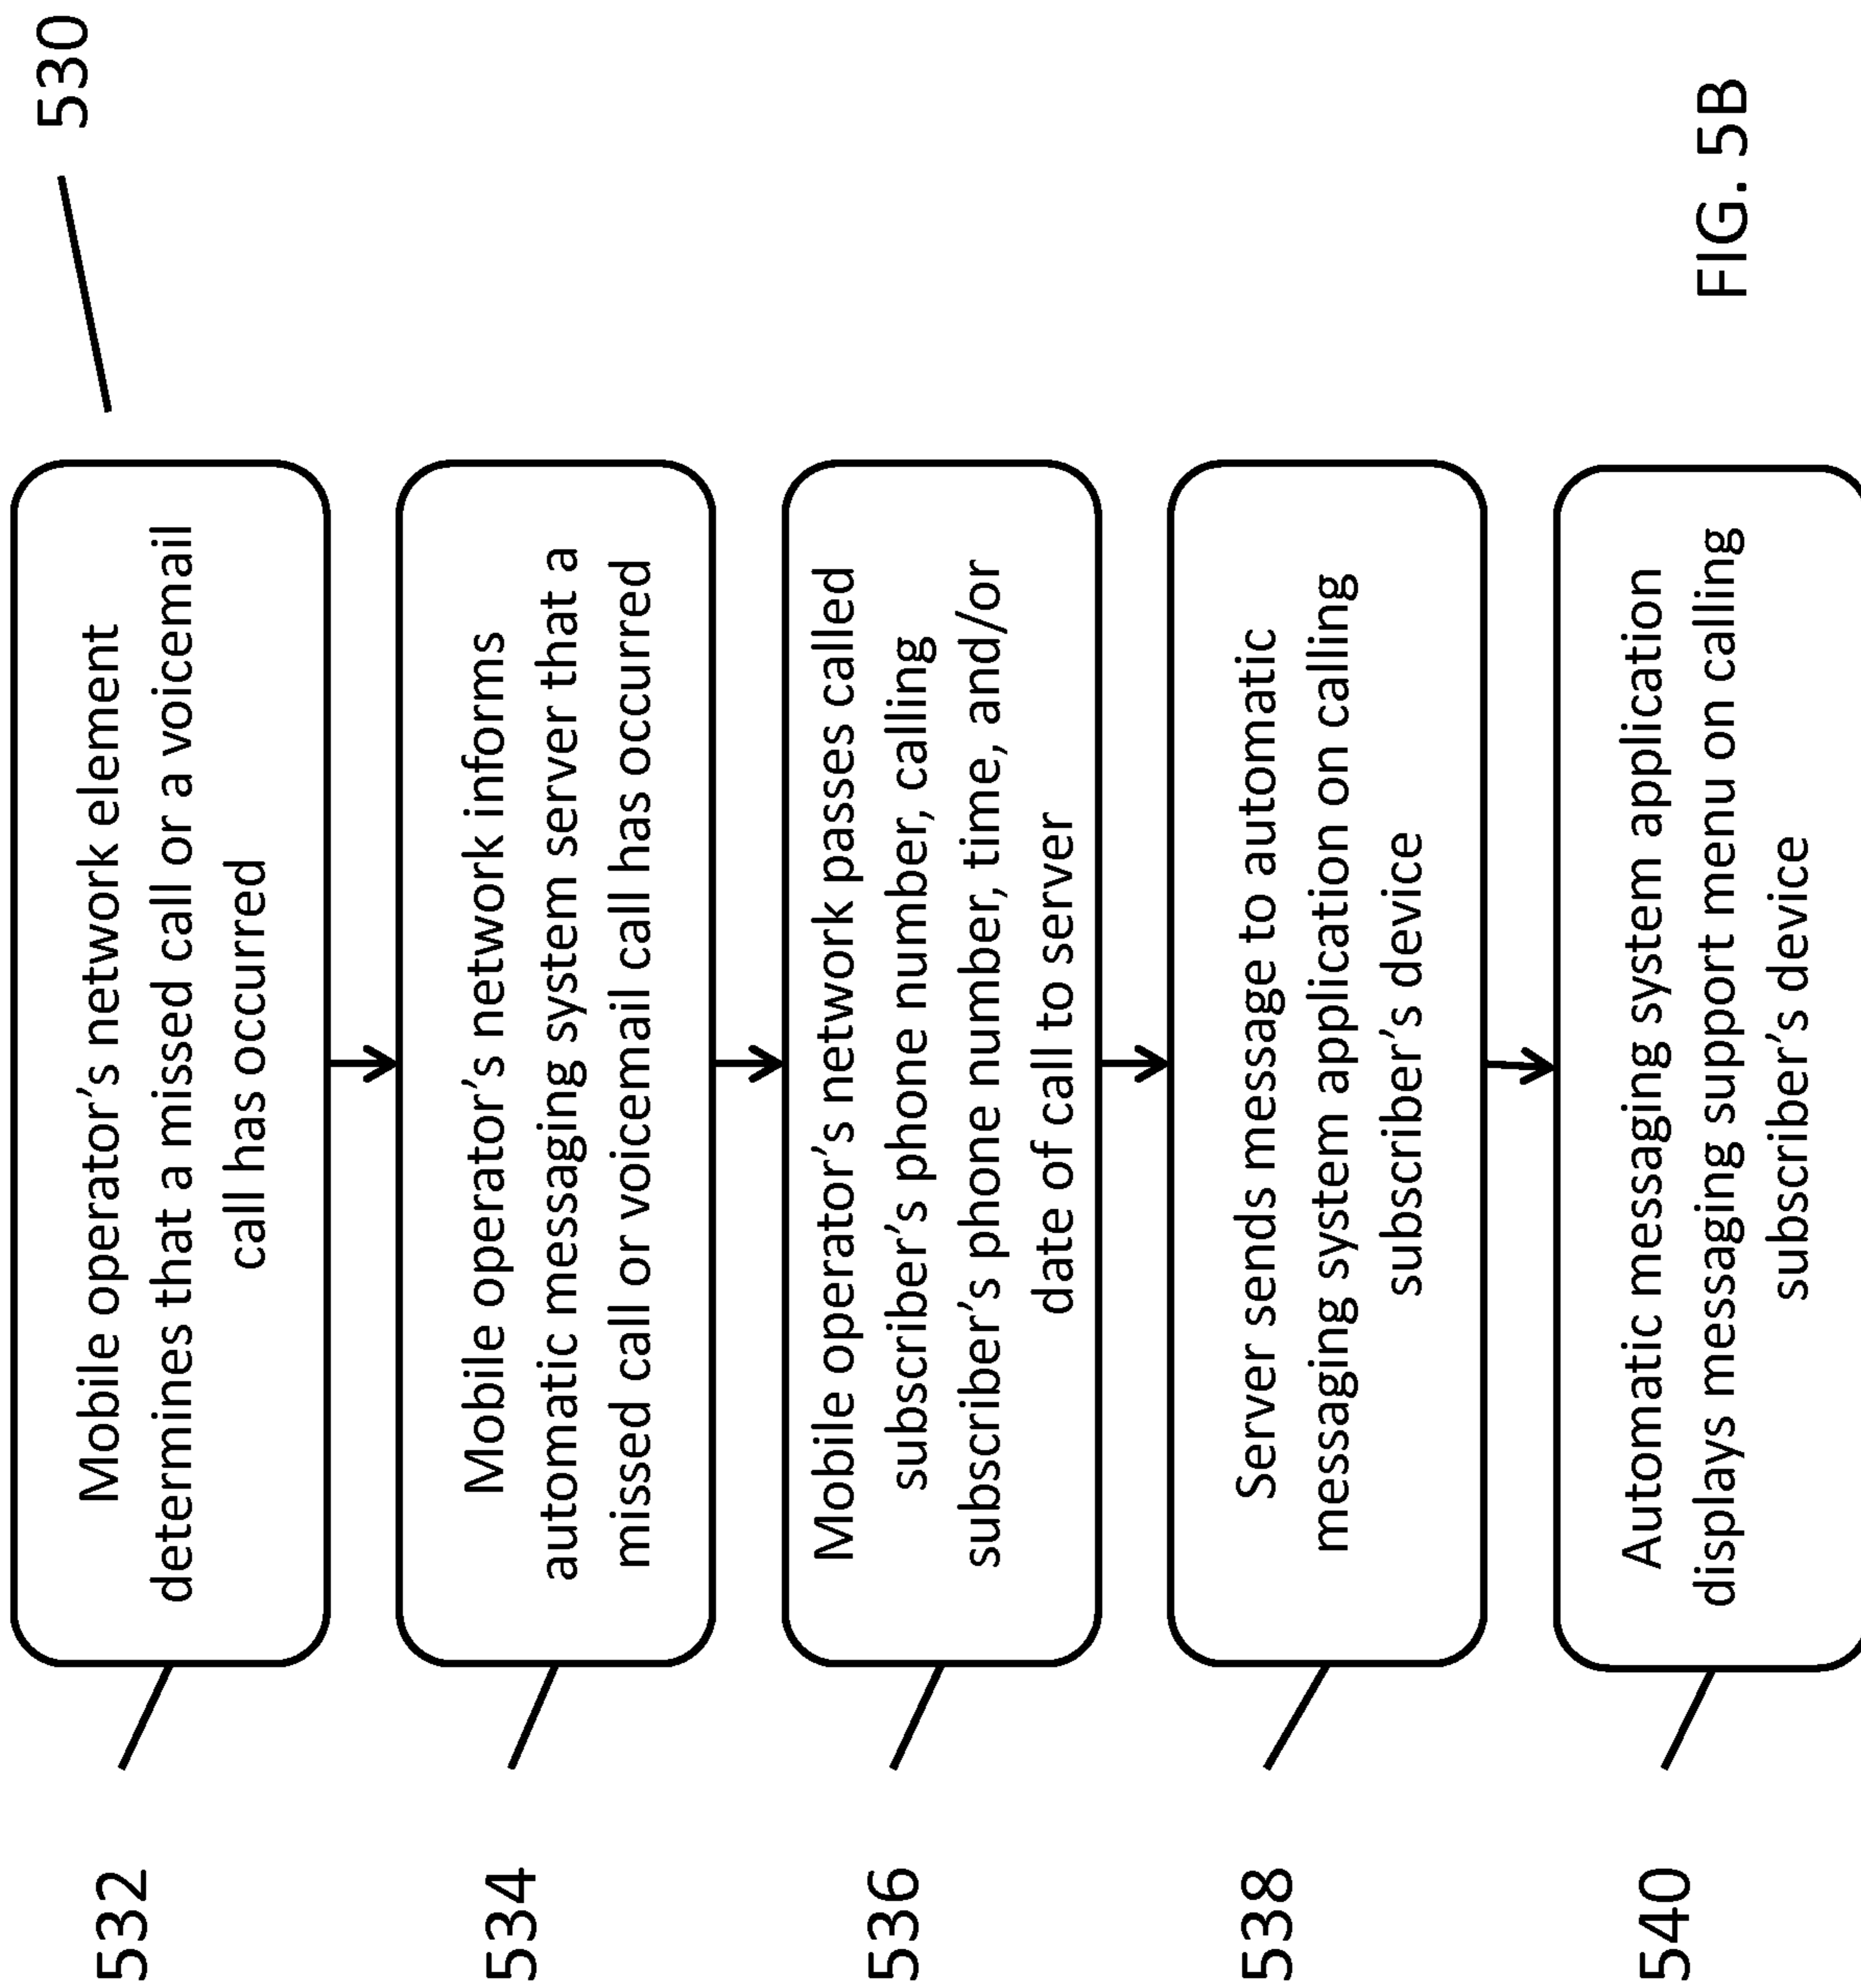 530
532
Mobile operator’s network element
determines that a missed call or a voicemail
call has occurred
534
Mobile operator’s network informs
automatic messaging system server that a
missed call or voicemail call has occurred
536
Mobile operator’s network passes called
subscriber’s phone number, calling
subscriber’s phone number, time, and/or
date of call to server
538
Server sends message to automatic
messaging system application on calling
subscriber’s device
540
Automatic messaging system application
displays messaging support menu on calling
subscriber’s device
FIG. 5B